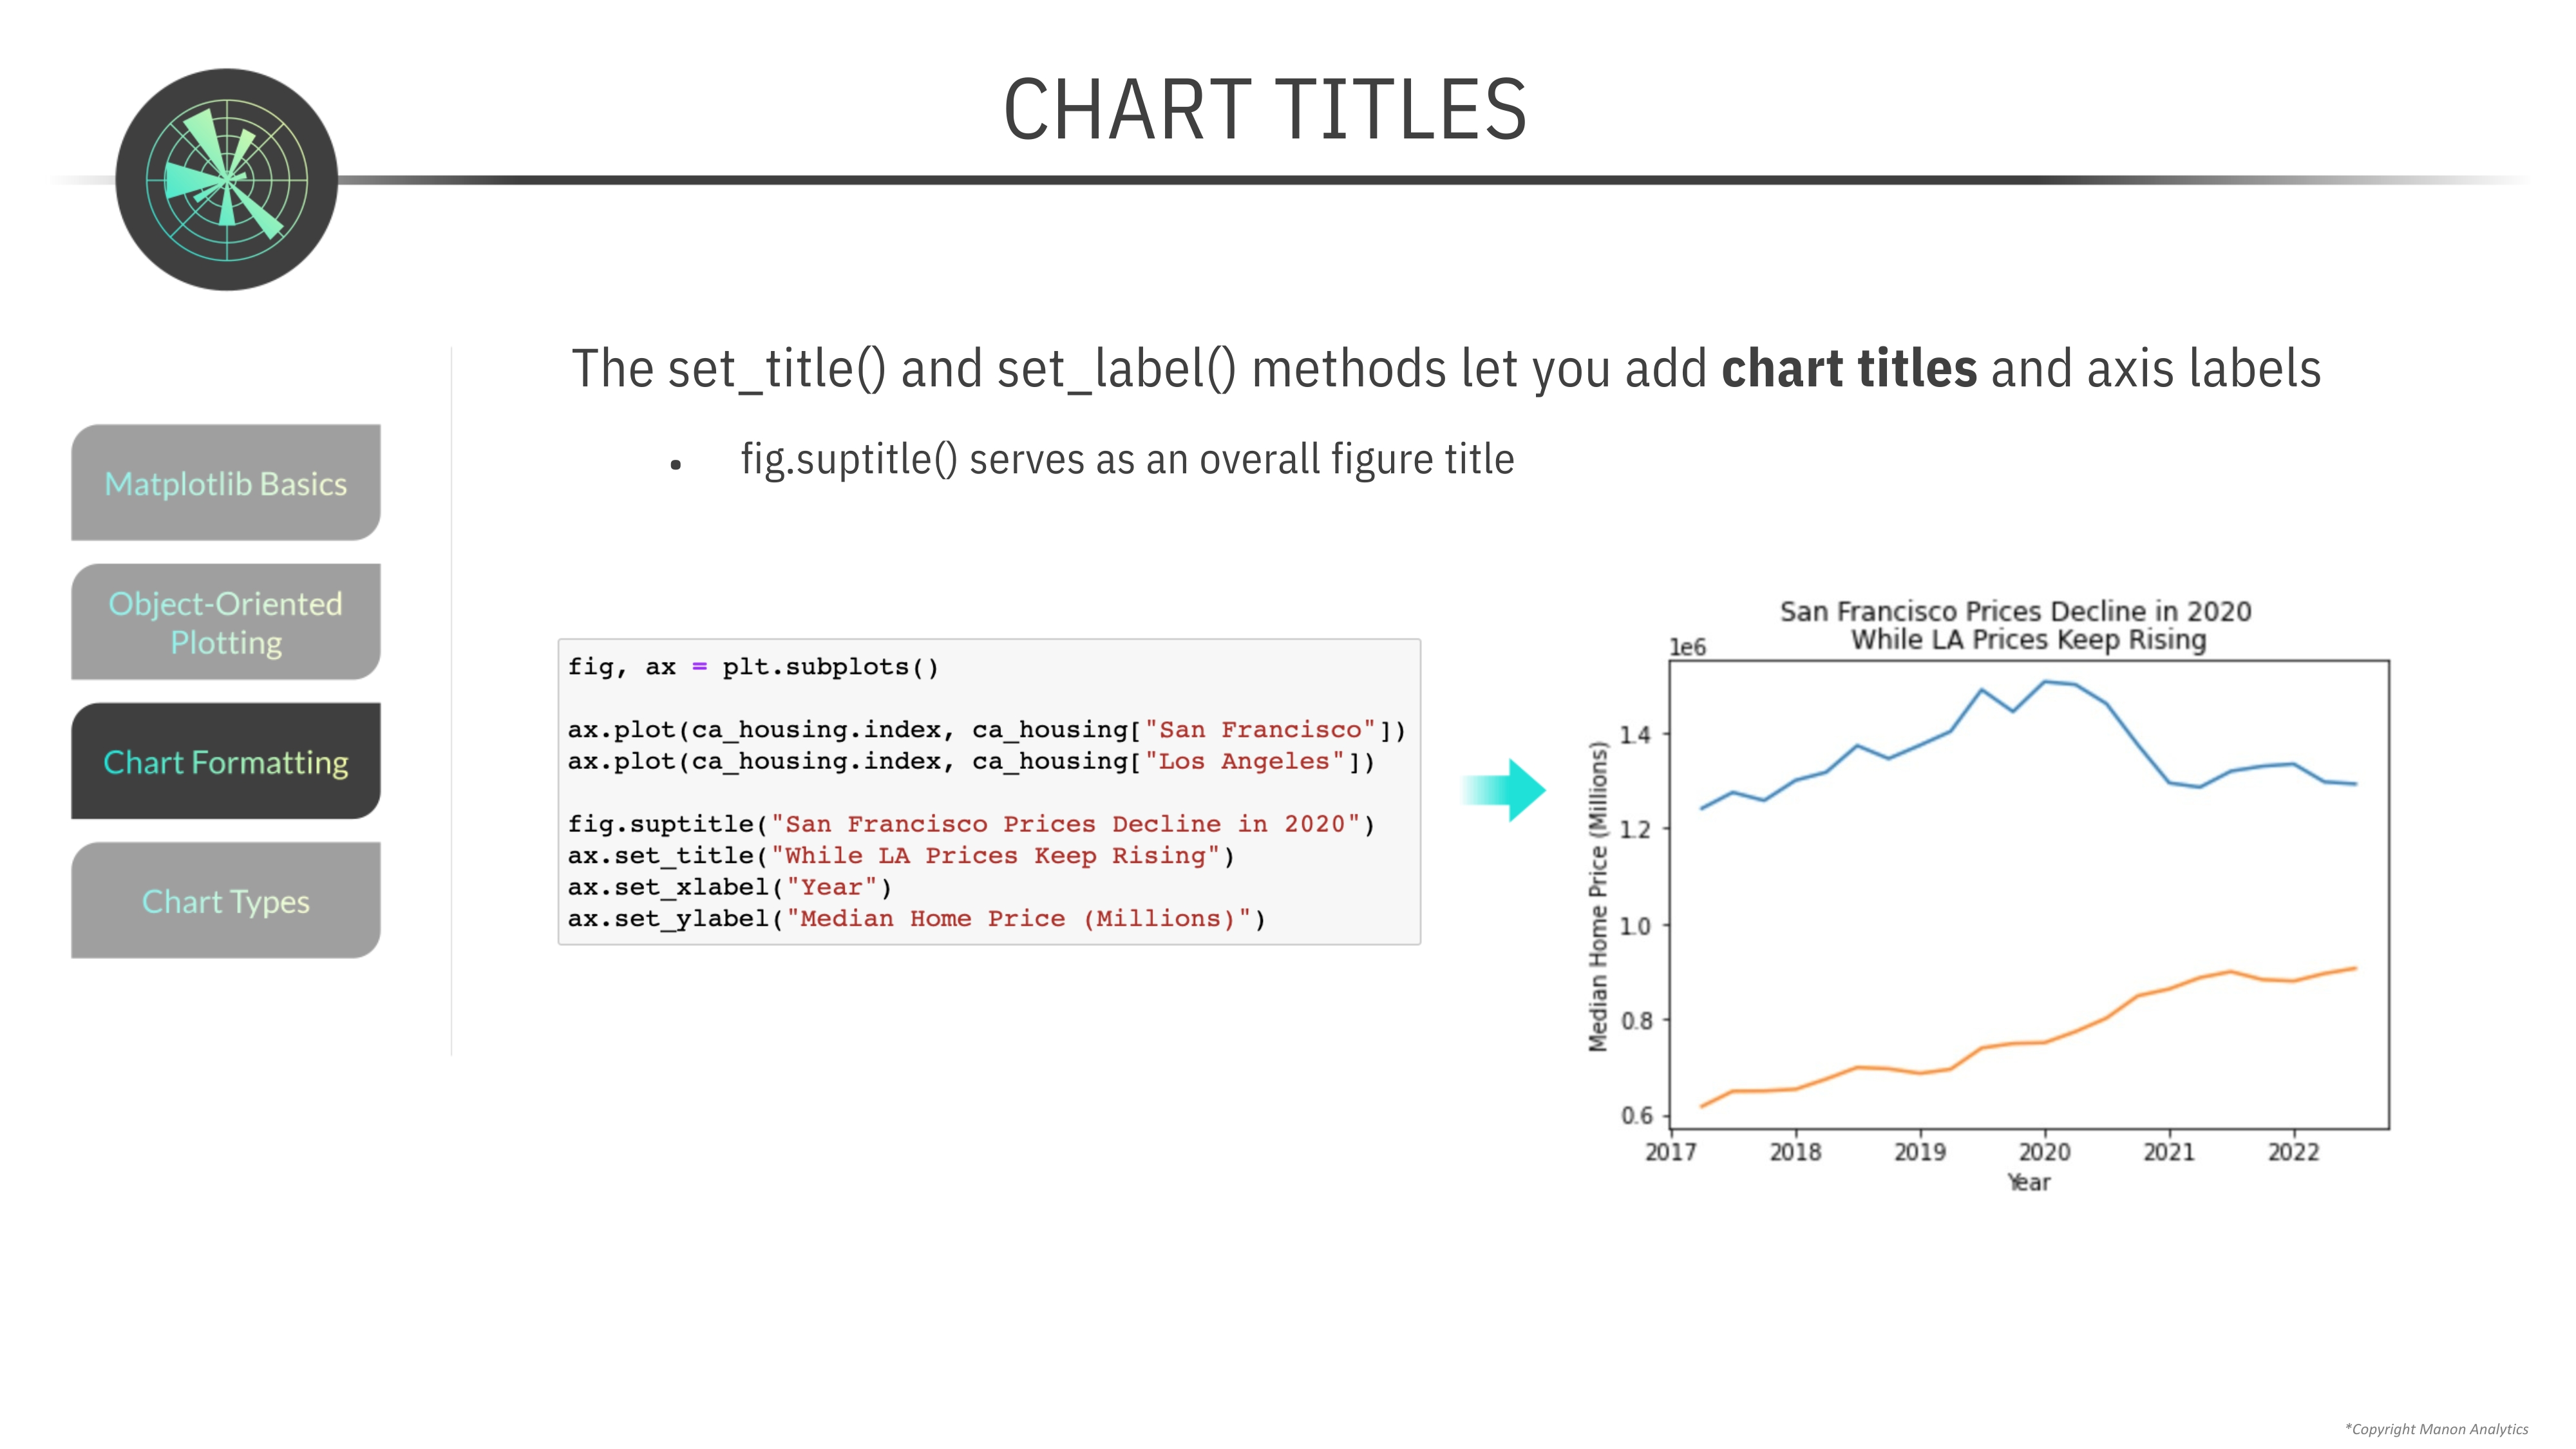 CHART TITLES
The set_title() and set_label() methods let you add chart titles and axis labels
• fig.suptitle() serves as an overall figure title
Matplotlib Basics
Object-Oriented
Plotting
Chart Formatting
Chart Types
fig, ax = plt.subplots()
ax.plot(ca_housing.index, ca_housing["San Francisco"])
ax.plot(ca_housing.index, ca_housing["Los Angeles"])
fig.suptitle("San Francisco Prices Decline in 2020")
ax.set_title("While LA Prices Keep Rising")
ax.set_xlabel("Year")
ax.set_ylabel("Median Home Price (Millions)")
San Francisco Prices Decline in 2020
While LA Prices Keep Rising
1e6
Median Home Price (Millions)
1.4
1.2
1.0
0.8
0.6
2017 2018 2019 2020 2021 2022
Year
*Copyright Manon Analytics